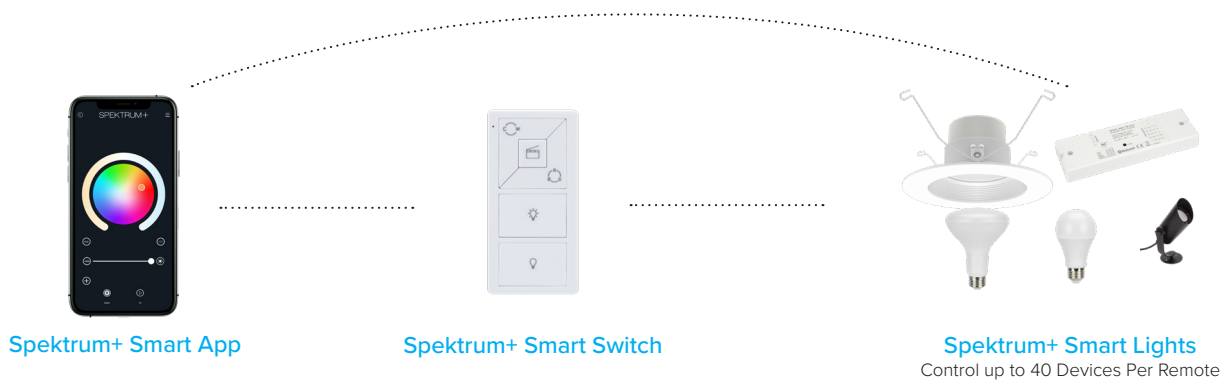 SPEKTRUM+
Spektrum+ Smart App
Spektrum+ Smart Switch
Spektrum+ Smart Lights
Control up to 40 Devices Per Remote